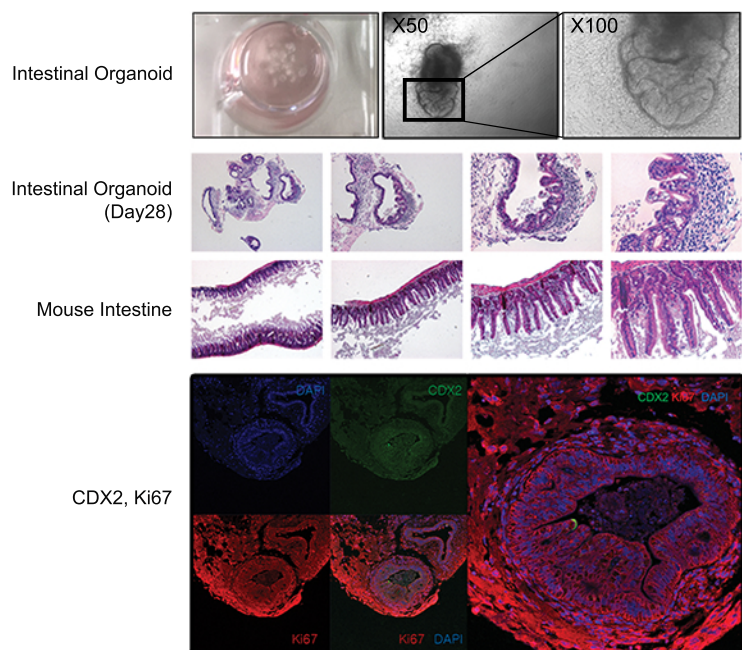 Intestinal Organoid
X50
X100
Intestinal Organoid
(Day28)
Mouse Intestine
CDX2, Ki67
DAPI
CDX2
CDX2 Ki67 DAPI
Ki67
Ki67 DAPI